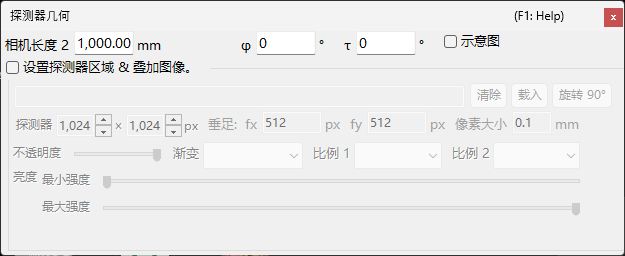 探测器几何 (F1: Help) x
相机长度 2 1,000.00 mm φ 0 ° τ 0 ° 示意图
设置探测器区域 & 叠加图像。
清除 载入 旋转 90°
探测器 1,024 × 1,024 px 垂足: fx 512 px fy 512 px 像素大小 0.1 mm
不透明度 渐变 比例 1 比例 2
亮度 最小强度
最大强度